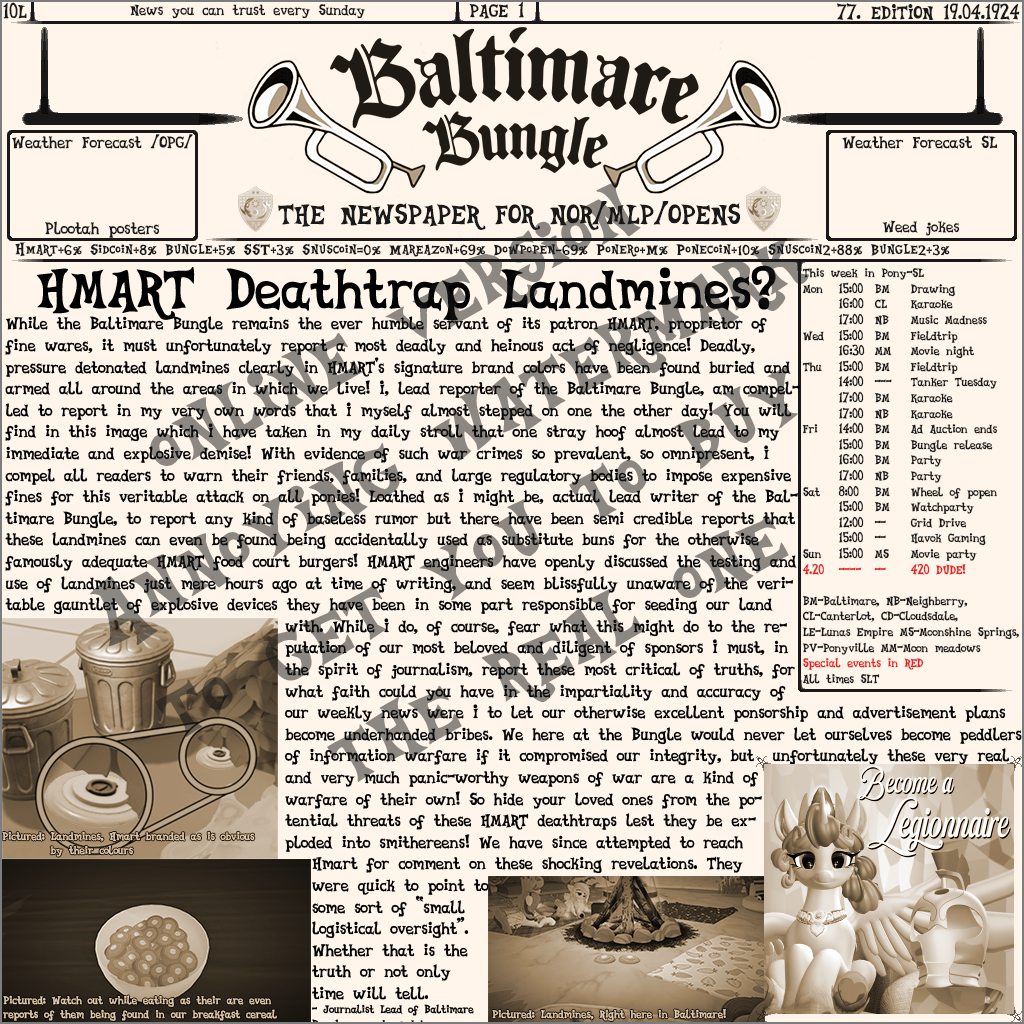 10L
News you can trust every Sunday
PAGE 1
77. EDITION 19.04.1924
Baltimare
Bungle
THE NEWSPAPER FOR NOR/MLP/OPENS
Weather Forecast /OPG/
Plootah posters
Weather Forecast SL
Weed jokes
HMART+6% SIDCOIN+8% BUNGLE+5% SST+3% SNUSCOIN=0% MAREAZON+69% DOWPOPEN-69% PONERO+M% PONECOIN+10% SNUSCOIN2+88% BUNGLE2+3%
HMART Deathtrap Landmines?
While the Baltimare Bungle remains the ever humble servant of its patron HMART, proprietor of
fine wares, it must unfortunately report a most deadly and heinous act of negligence! Deadly,
pressure detonated landmines clearly in HMART's signature brand colors have been found buried and
armed all around the areas in which we live! i, lead reporter of the Baltimare Bungle, am compel-
led to report in my very own words that i myself almost stepped on one the other day! You will
find in this image which i have taken in my daily stroll that one stray hoof almost lead to my
immediate and explosive demise! With evidence of such war crimes so prevalent, so omnipresent, i
compel all readers to warn their friends, families, and large regulatory bodies to impose expensive
fines for this veritable attack on all ponies! Loathed as i might be, actual lead writer of the Bal-
timare Bungle, to report any kind of baseless rumor but there have been semi credible reports that
these landmines can even be found being accidentally used as substitute buns for the otherwise
famously adequate HMART food court burgers! HMART engineers have openly discussed the testing and
use of landmines just mere hours ago at time of writing, and seem blissfully unaware of the veri-
table gauntlet of explosive devices they have been in some part responsible for seeding our land
with. While i do, of course, fear what this might do to the re-
putation of our most beloved and diligent of sponsors i must, in
the spirit of journalism, report these most critical of truths, for
what faith could you have in the impartiality and accuracy of
our weekly news were i to let our otherwise excellent ponsorship and advertisement plans
become underhanded bribes. We here at the Bungle would never let ourselves become peddlers
of information warfare if it compromised our integrity, but unfortunately these very real
and very much panic-worthy weapons of war are a kind of
warfare of their own! So hide your loved ones from the po-
tential threats of these HMART deathtraps lest they be ex-
ploded into smithereens! We have since attempted to reach
Hmart for comment on these shocking revelations. They
were quick to point to
some sort of "small
logistical oversight".
Whether that is the
truth or not only
time will tell.
- Journalist Lead of Baltimare
This week in Pony-SL
Mon 15:00 BM Drawing
16:00 CL Karaoke
17:00 NB Music Madness
Wed 15:00 BM Fieldtrip
16:30 MM Movie night
Thu 15:00 BM Fieldtrip
14:00 ---- Tanker Tuesday
17:00 BM Karaoke
17:00 NB Karaoke
Fri 14:00 BM Ad Auction ends
15:00 BM Bungle release
16:00 BM Party
17:00 NB Party
Sat 8:00 BM Wheel of popen
15:00 BM Watchparty
12:00 -- Grid Drive
15:00 -- Havok Gaming
Sun 15:00 MS Movie party
4.20 ----- -- 420 DUDE!
BM-Baltimare, NB-Neighberry,
CL-Canterlot, CD-Cloudsdale,
LE-Lunas Empire MS-Moonshine Springs,
PV-Ponyville MM-Moon meadows
Special events in RED
All times SLT
ONLINE VERSION
ANNOYING WATERMARK
TO GET YOU TO BUY
THE REAL ONE
Pictured: Landmines, Hmart branded as is obvious
by their colours
Pictured: Watch out while eating as their are even
reports of them being found in our breakfast cereal
Pictured: Landmines, Right here in Baltimare!
Become a
Legionnaire